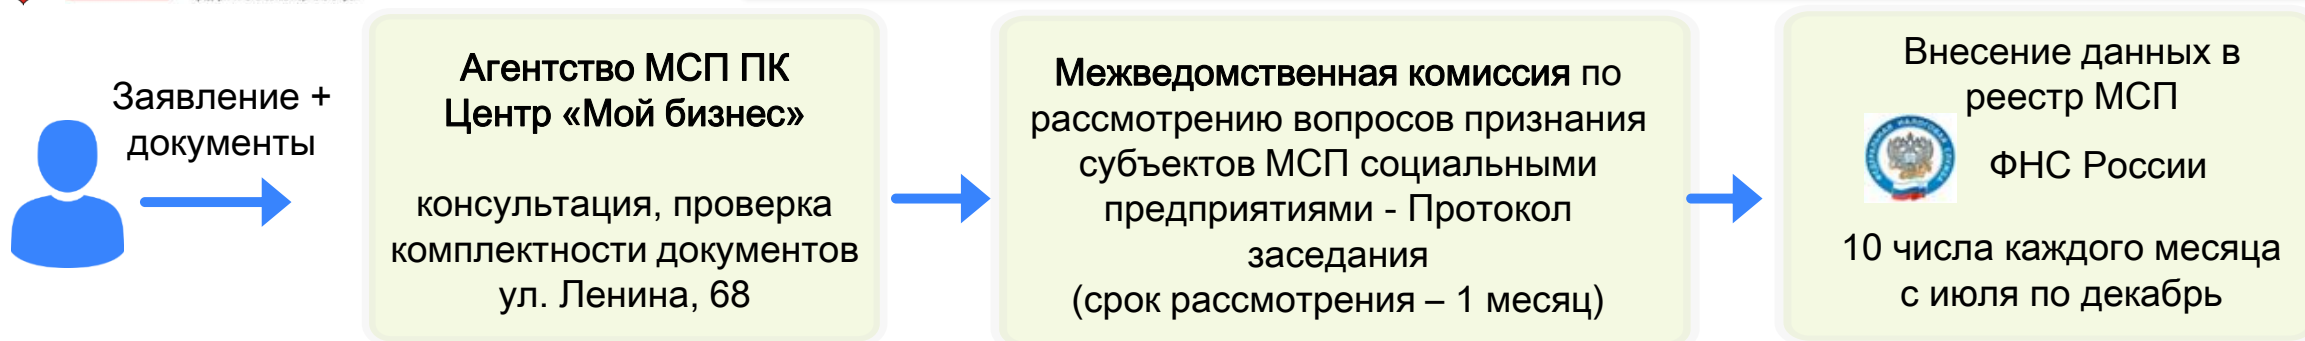 Заявление +
документы
Агентство МСП ПК
Центр «Мой бизнес»
консультация, проверка
комплектности документов
ул. Ленина, 68
Межведомственная комиссия по
рассмотрению вопросов признания
субъектов МСП социальными
предприятиями - Протокол
заседания
(срок рассмотрения – 1 месяц)
Внесение данных в
реестр МСП
ФНС России
10 числа каждого месяца
с июля по декабрь